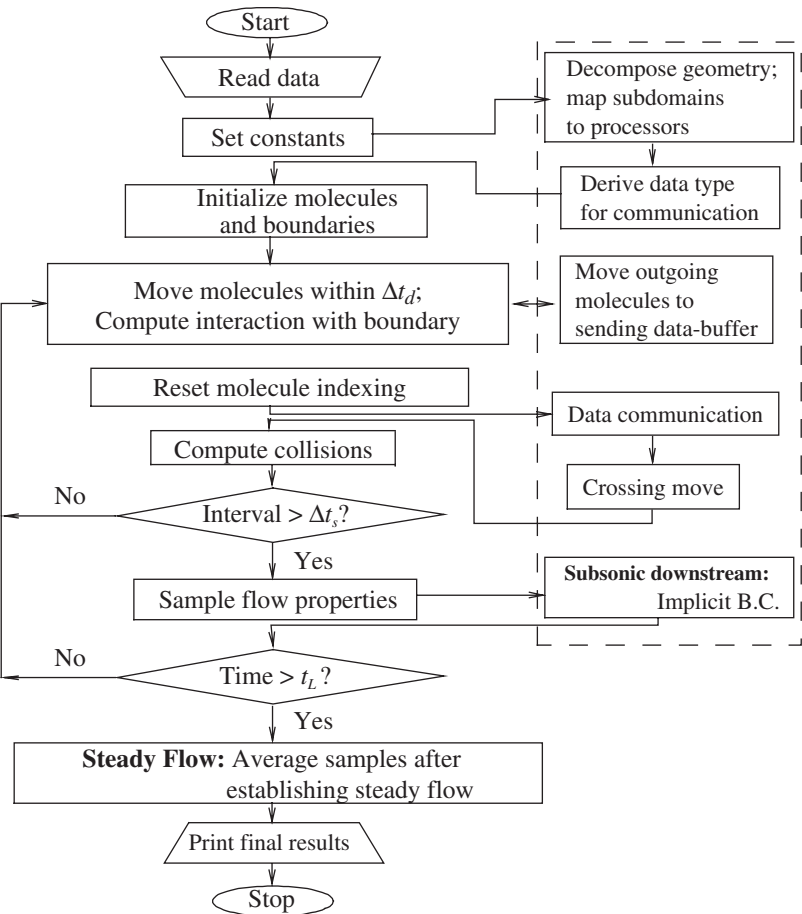 Start
Read data
Set constants
Decompose geometry;
map subdomains
to processors
Derive data type
for communication
Initialize molecules
and boundaries
Move molecules within Δt_d;
Compute interaction with boundary
Move outgoing
molecules to
sending data-buffer
Reset molecule indexing
Data communication
Compute collisions
Crossing move
No
Interval > Δt_s?
Yes
Sample flow properties
Subsonic downstream:
Implicit B.C.
No
Time > t_L?
Yes
Steady Flow: Average samples after
establishing steady flow
Print final results
Stop